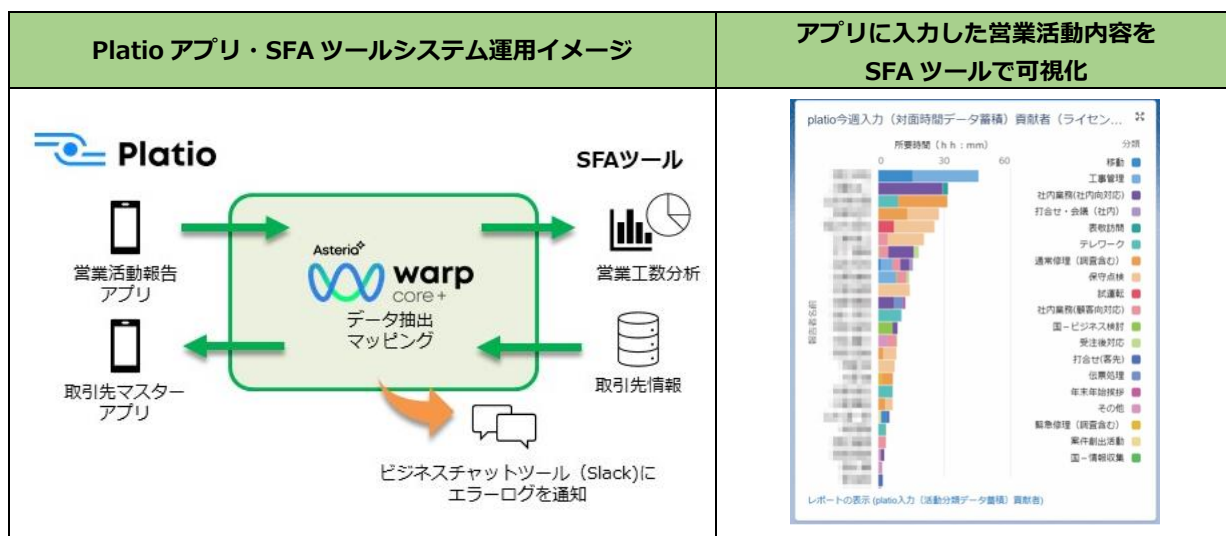 Platio アプリ・SFA ツールシステム運用イメージ
アプリに入力した営業活動内容を
SFA ツールで可視化
Platio
SFAツール
営業活動報告
アプリ
Asteria
warp
core+
データ抽出
マッピング
営業工数分析
取引先マスター
アプリ
取引先情報
ビジネスチャットツール（Slack)に
エラーログを通知
platio今週入力（対面時間データ蓄積）貢献者（ライセン...
所要時間（ｈｈ：mm）
分類
0 30 60
移動
工事管理
社内業務(社内向対応)
打合せ・会議（社内）
表敬訪問
テレワーク
通常修理（調査含む）
保守点検
試運転
社内業務(顧客向対応)
国－ビジネス検討
受注後対応
打合せ(客先)
伝票処理
年末年始挨拶
その他
緊急修理（調査含む）
案件創出活動
国－情報収集
レポートの表示 (platio入力（活動分類データ蓄積）貢献者)